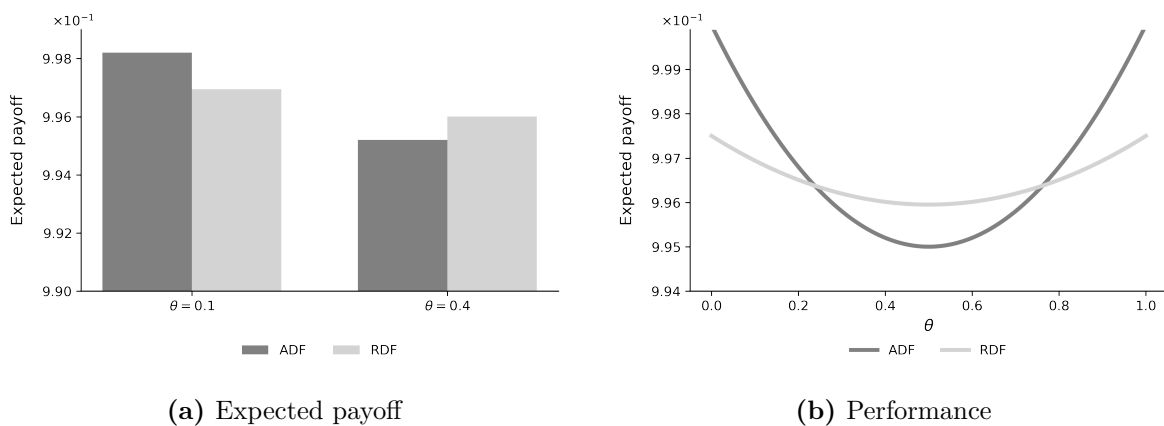 ×10⁻¹
Expected payoff
9.98
9.96
9.94
9.92
9.90
θ = 0.1
θ = 0.4
ADF
RDF
(a) Expected payoff
×10⁻¹
Expected payoff
9.99
9.98
9.97
9.96
9.95
9.94
0.0
0.2
0.4
0.6
0.8
1.0
θ
ADF
RDF
(b) Performance